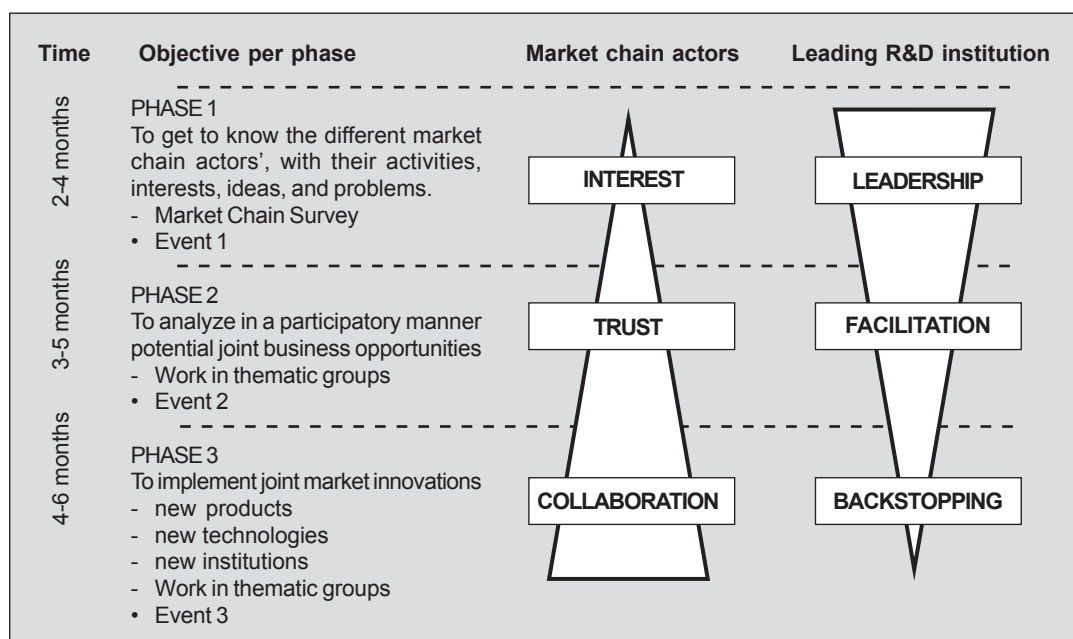 Time Objective per phase Market chain actors Leading R&D institution
2-4 months
PHASE 1
To get to know the different market
chain actors’, with their activities,
interests, ideas, and problems.
- Market Chain Survey
• Event 1
INTEREST
LEADERSHIP
3-5 months
PHASE 2
To analyze in a participatory manner
potential joint business opportunities
- Work in thematic groups
• Event 2
TRUST
FACILITATION
4-6 months
PHASE 3
To implement joint market innovations
- new products
- new technologies
- new institutions
- Work in thematic groups
• Event 3
COLLABORATION
BACKSTOPPING